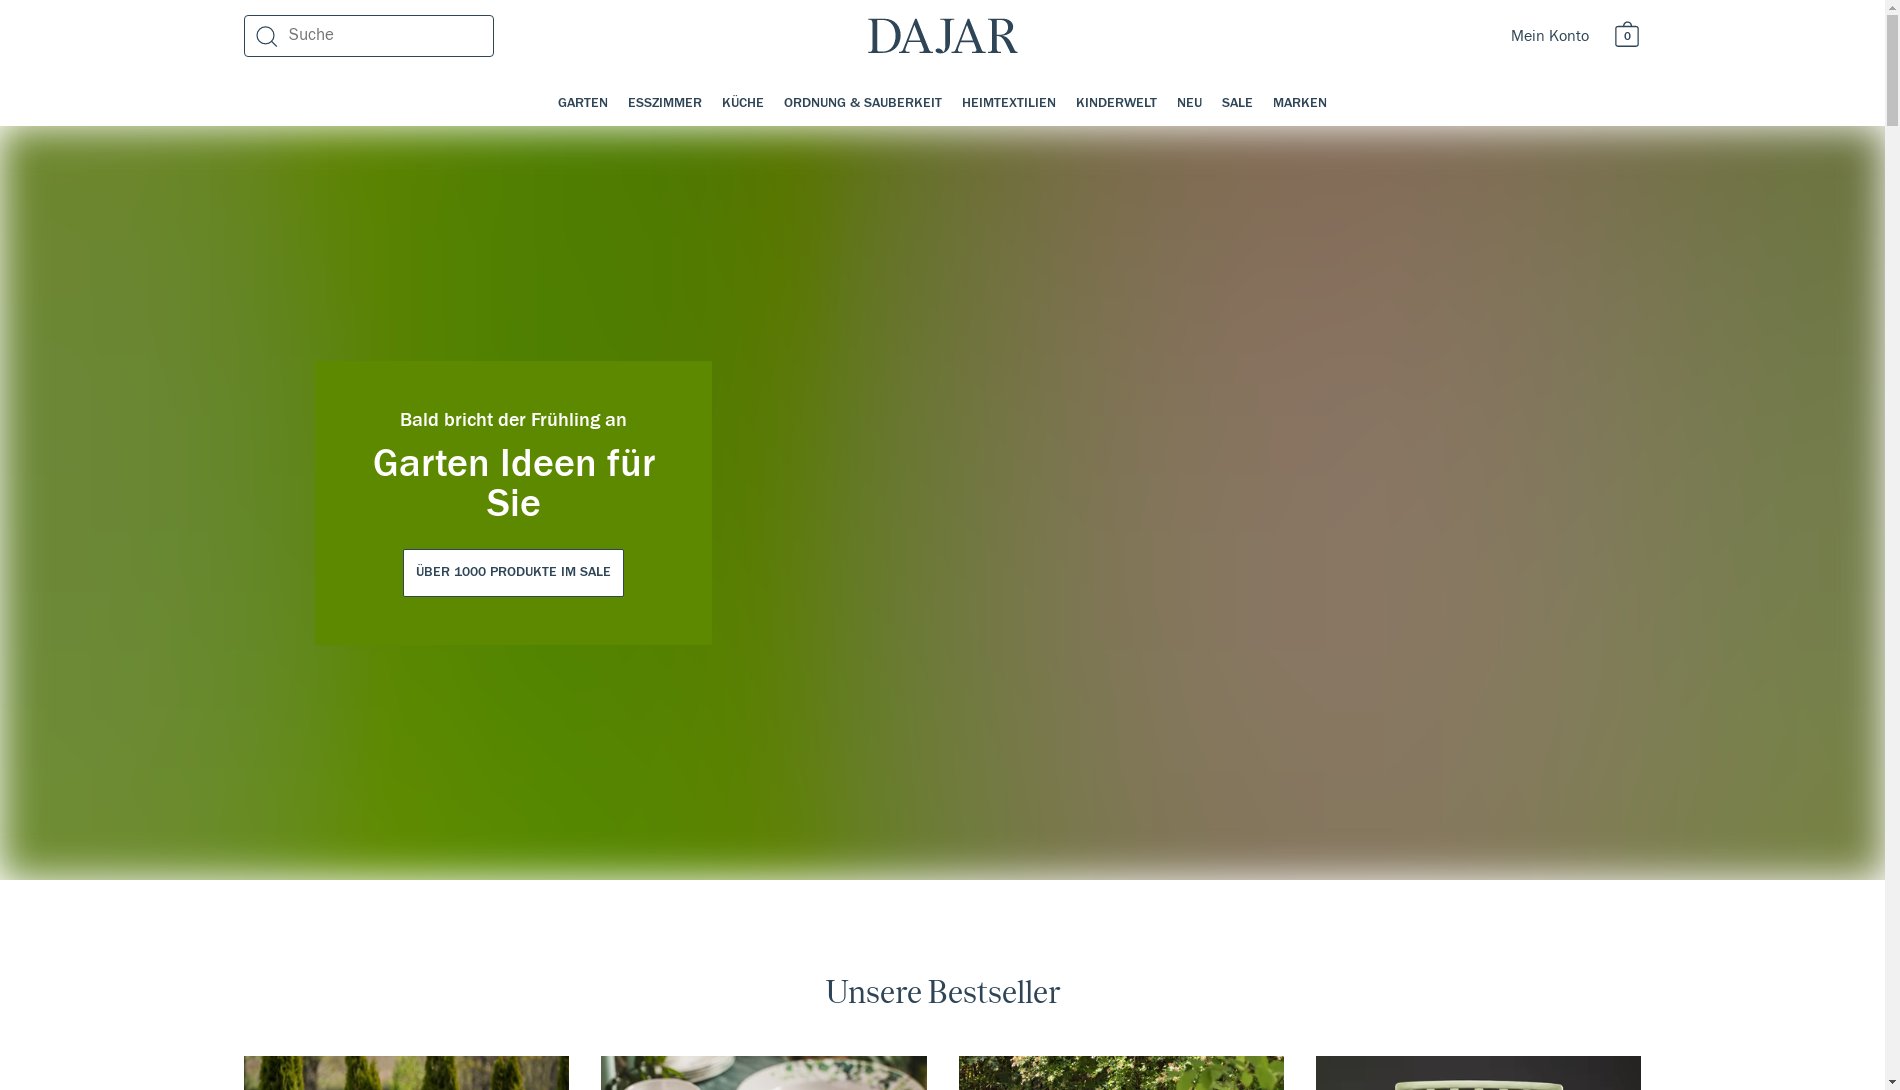 Suche
DAJAR
Mein Konto
0
GARTEN ESSZIMMER KÜCHE ORDNUNG & SAUBERKEIT HEIMTEXTILIEN KINDERWELT NEU SALE MARKEN
Bald bricht der Frühling an
Garten Ideen für
Sie
ÜBER 1000 PRODUKTE IM SALE
Unsere Bestseller